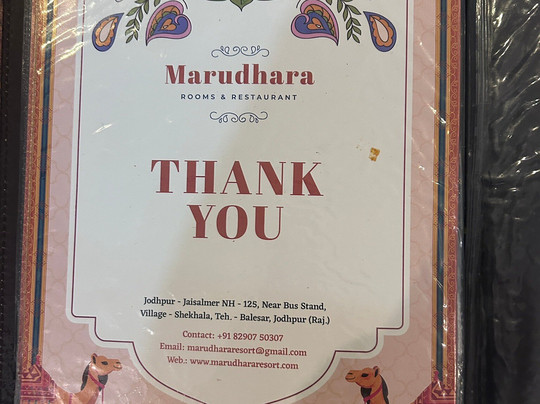 Marudhara
ROOMS & RESTAURANT
THANK
YOU
Jodhpur - Jaisalmer NH - 125, Near Bus Stand,
Village - Shekhala, Teh. - Balesar, Jodhpur (Raj.)
Contact: +91 82907 50307
Email: marudhararesort@gmail.com
Web.: www.marudhararesort.com